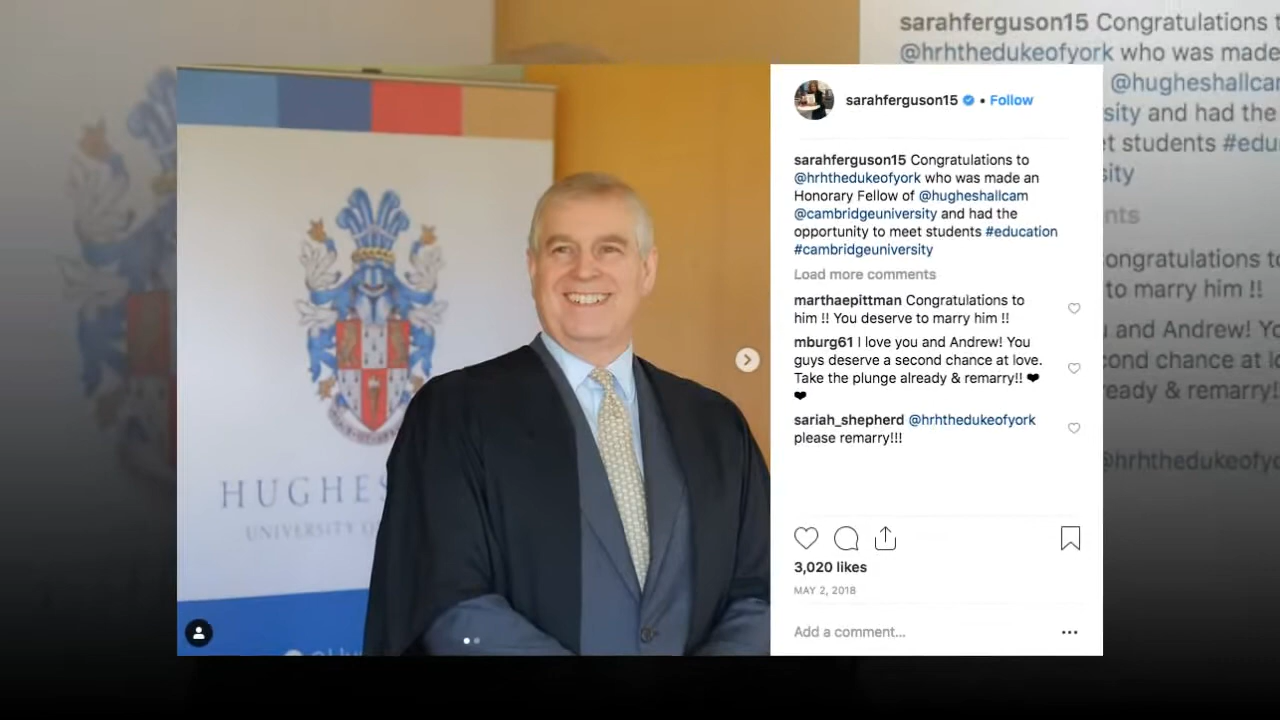 HUGHES
UNIVERSITY O
sarahferguson15 • Follow
sarahferguson15 Congratulations to
@hrhthedukeofyork who was made an
Honorary Fellow of @hugheshallcam
@cambridgeuniversity and had the
opportunity to meet students #education
#cambridgeuniversity
Load more comments
marthaepittman Congratulations to
him !! You deserve to marry him !!
mburg61 I love you and Andrew! You
guys deserve a second chance at love.
Take the plunge already & remarry!! ❤
❤
sariah_shepherd @hrhthedukeofyork
please remarry!!!
3,020 likes
MAY 2, 2018
Add a comment...
sarahferguson15 Congratulations t
@hrhthedukeofyork who was made
@hugheshallcar
sity and had the
t students #edu
sity
nts
ongratulations to
to marry him !!
and Andrew! Yo
cond chance at lo
ready & remarry!
@hrhthedukeofyo